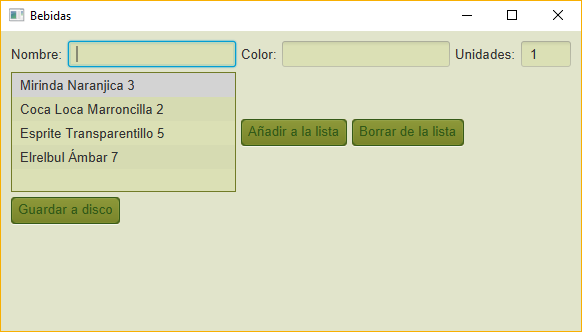 Bebidas
Nombre: Color: Unidades: 1
Mirinda Naranjica 3
Coca Loca Marroncilla 2
Esprite Transparentillo 5
Elrelbul Ámbar 7
Añadir a la lista Borrar de la lista
Guardar a disco